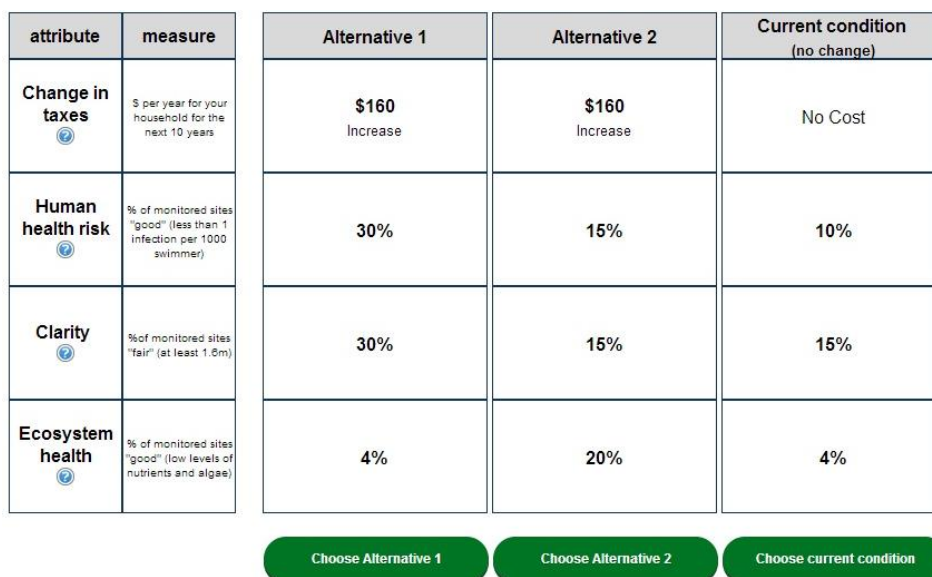 attribute measure Alternative 1 Alternative 2 Current condition
(no change)
Change in
taxes
?
$ per year for your
household for the
next 10 years
$160
Increase
$160
Increase
No Cost
Human
health risk
?
% of monitored sites
"good" (less than 1
infection per 1000
swimmer)
30%
15%
10%
Clarity
?
%of monitored sites
"fair" (at least 1.6m)
30%
15%
15%
Ecosystem
health
?
% of monitored sites
"good" (low levels of
nutrients and algae)
4%
20%
4%
Choose Alternative 1 Choose Alternative 2 Choose current condition